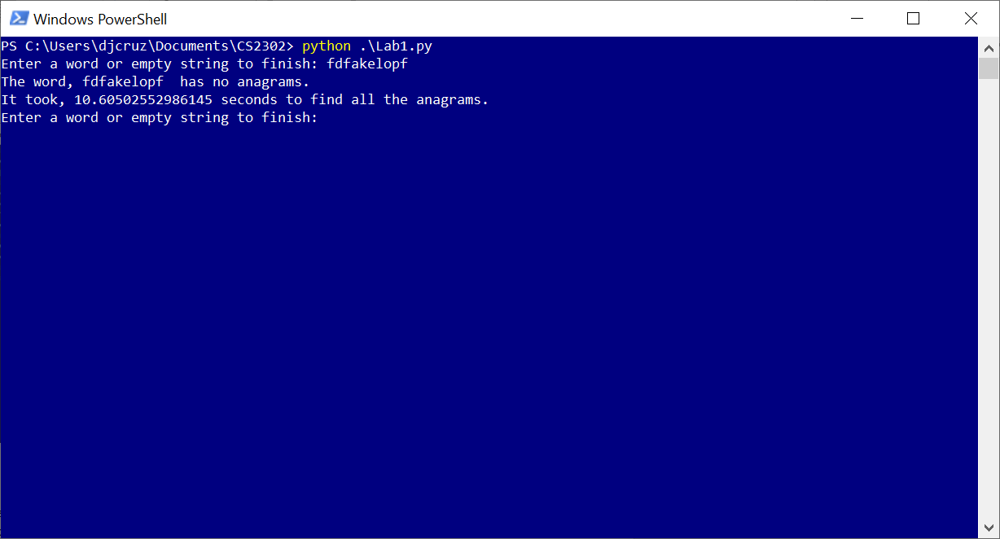 Windows PowerShell
PS C:\Users\djcruz\Documents\CS2302> python .\Lab1.py
Enter a word or empty string to finish: fdfakelopf
The word, fdfakelopf  has no anagrams.
It took, 10.60502552986145 seconds to find all the anagrams.
Enter a word or empty string to finish: